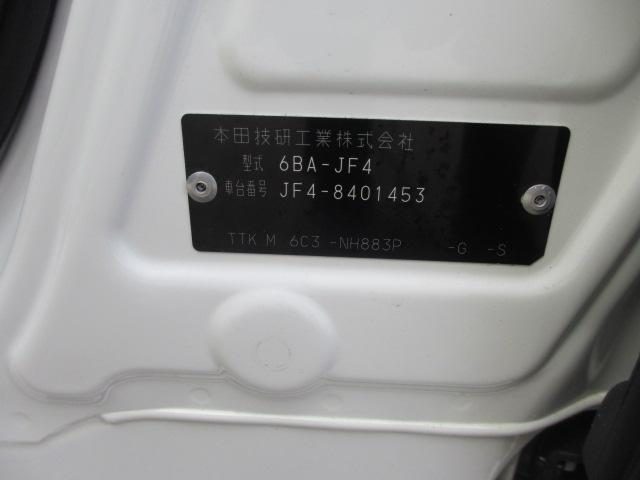 本田技研工業株式会社
型式 6BA-JF4
車台番号 JF4-8401453
TTK M 6C3 -NH883P -G -S